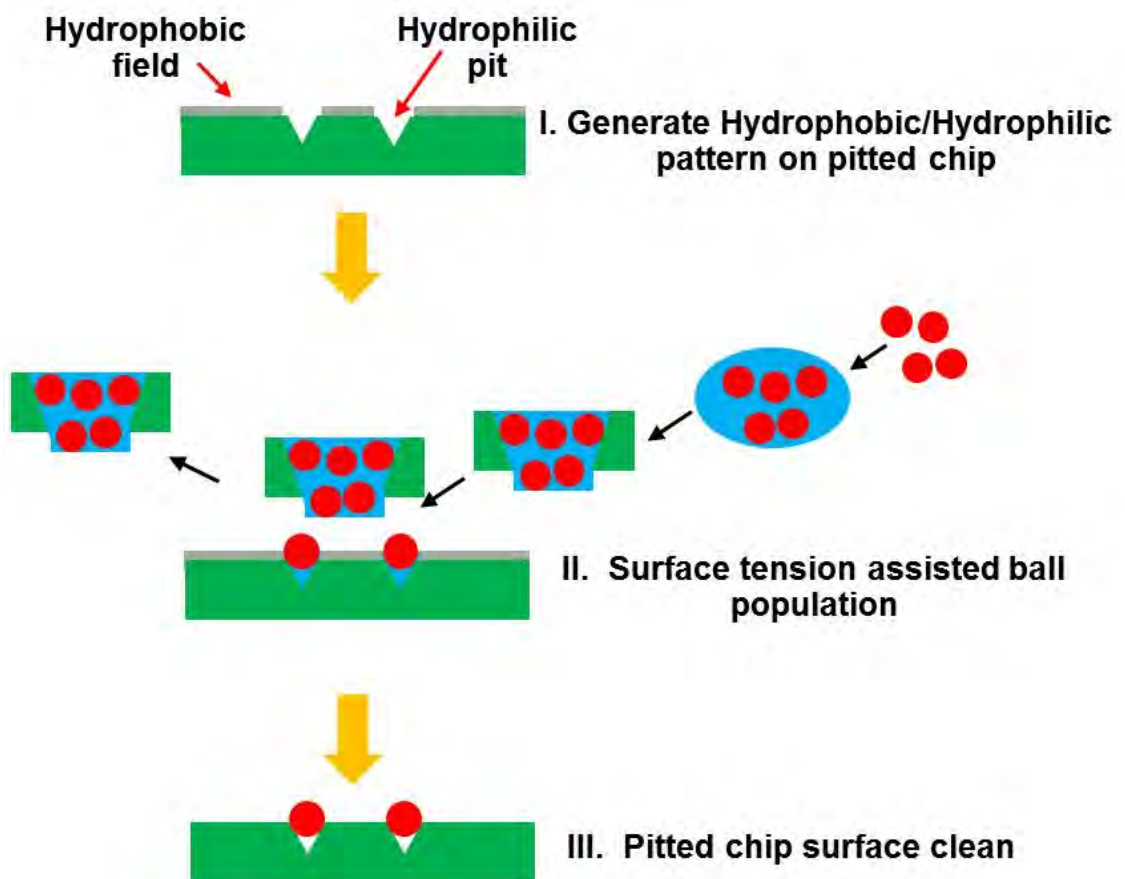 Hydrophobic
field
Hydrophilic
pit
I. Generate Hydrophobic/Hydrophilic
pattern on pitted chip
II. Surface tension assisted ball
population
III. Pitted chip surface clean